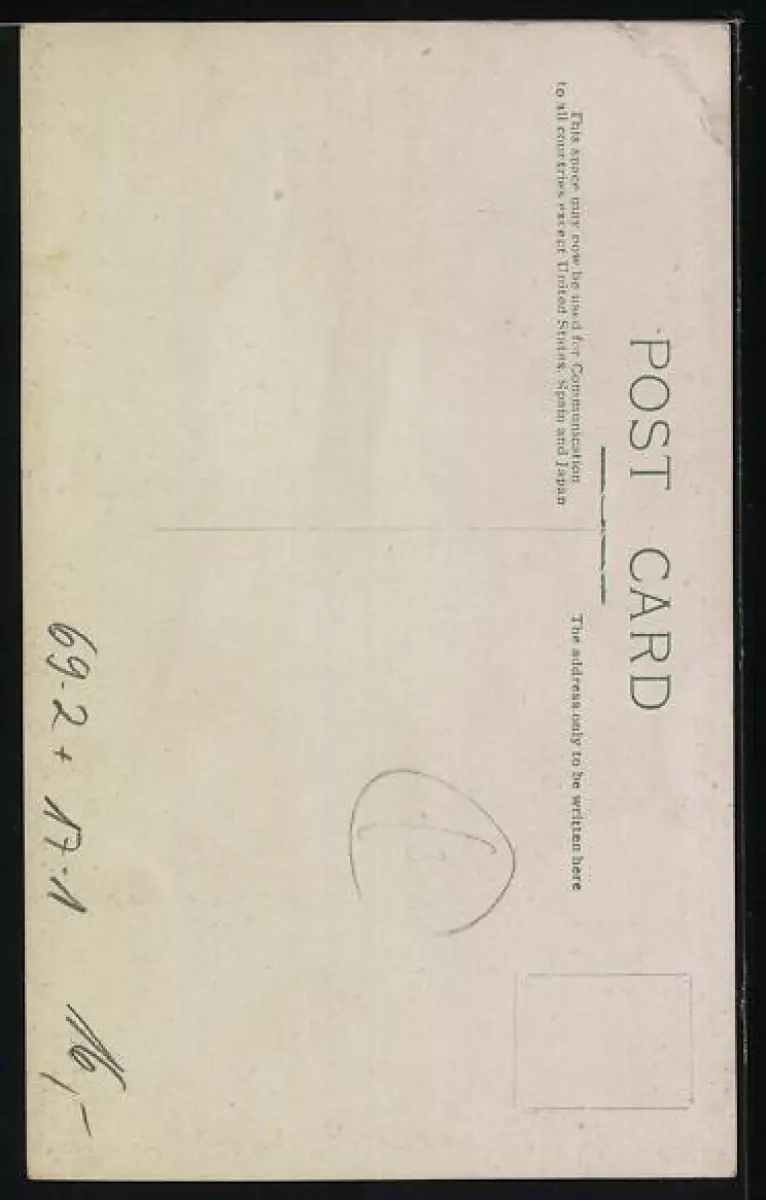 POST CARD
This space may now be used for Communication
to all countries except United States, Spain and Japan
The address only to be written here
69-2 + 17-1 16,-